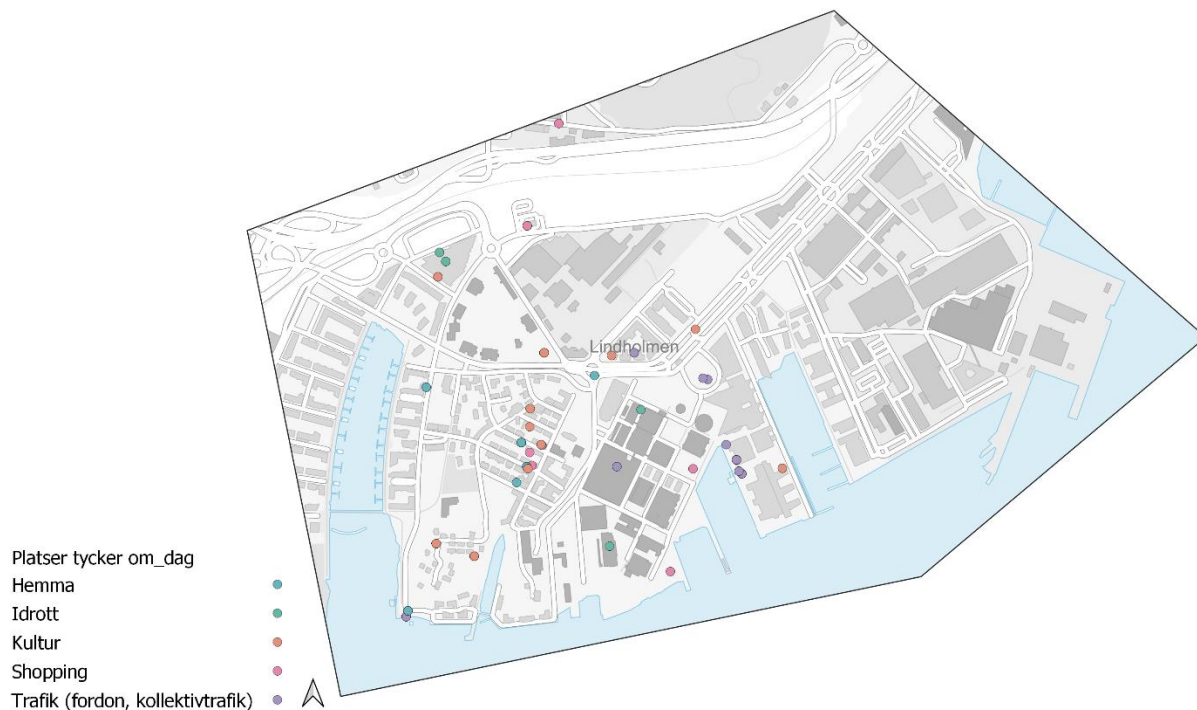 Lindholmen
Platser tycker om_dag
Hemma
Idrott
Kultur
Shopping
Trafik (fordon, kollektivtrafik)